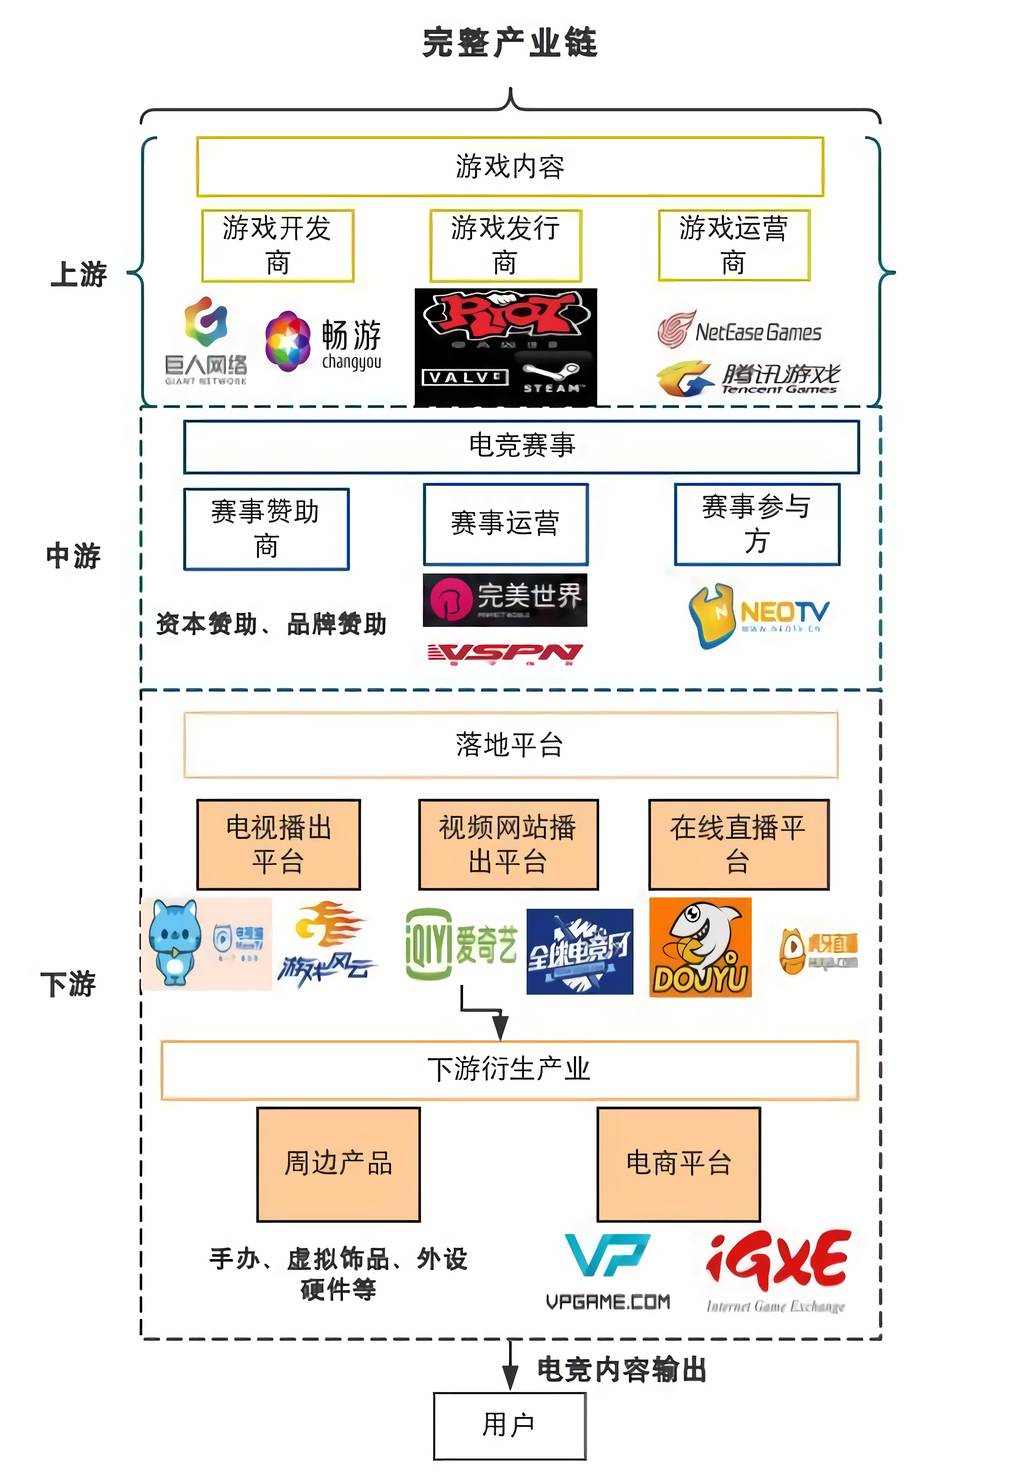 完整产业链
游戏内容
游戏开发
商
游戏发行
商
游戏运营
商
上游
巨人网络
GIANT NETWORK
畅游
changyou
RIOT
GAMES
VALVE
STEAM
NetEase Games
腾讯游戏
Tencent Games
电竞赛事
赛事赞助
商
赛事运营
赛事参与
方
中游
资本赞助、品牌赞助
完美世界
VSPN
NEOTV
落地平台
电视播出
平台
视频网站播
出平台
在线直播平
台
游戏风云
iQIYI 爱奇艺
全球电竞网
DOUYU
虎牙直播
下游
下游衍生产业
周边产品
电商平台
手办、虚拟饰品、外设
硬件等
VP
VPGAME.COM
iGXE
Internet Game Exchange
电竞内容输出
用户